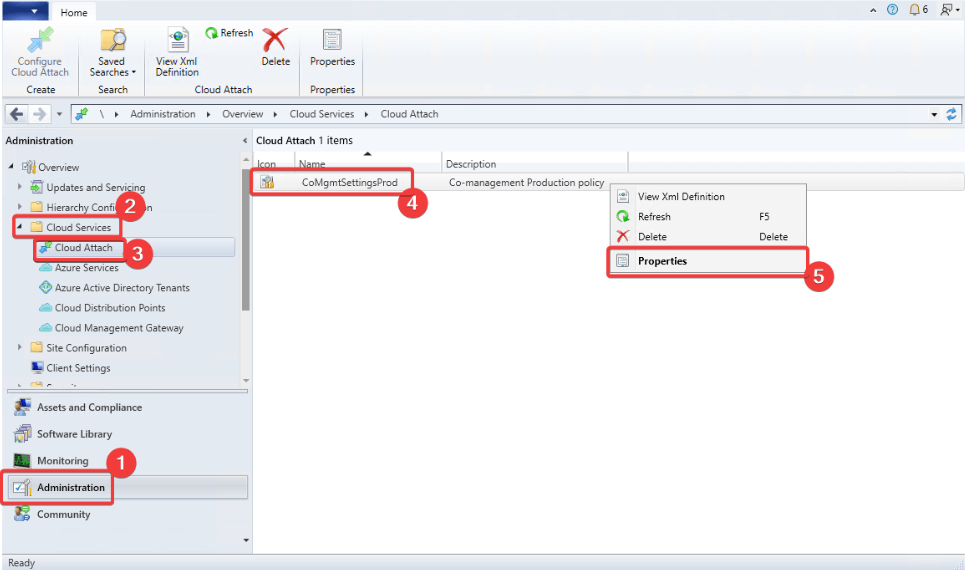 Home
6
Configure
Cloud Attach
Create
Saved
Searches
Search
View Xml
Definition
Refresh
Delete
Cloud Attach
Properties
Properties
\ Administration Overview Cloud Services Cloud Attach
Administration
Overview
Updates and Servicing
Hierarchy
2
Cloud Services
Cloud Attach
3
Azure Services
Azure Active Directory Tenants
Cloud Distribution Points
Cloud Management Gateway
Site Configuration
Client Settings
Assets and Compliance
Software Library
Monitoring
1
Administration
Community
Cloud Attach 1 items
Icon Name Description
CoMgmtSettingsProd Co-management Production policy
4
View Xml Definition
Refresh F5
Delete Delete
Properties
5
Ready